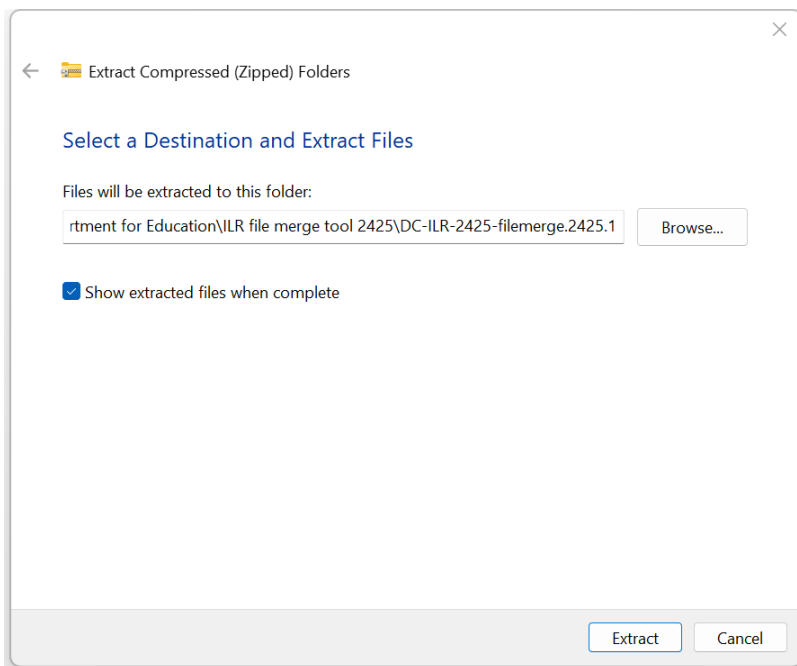 Extract Compressed (Zipped) Folders
Select a Destination and Extract Files
Files will be extracted to this folder:
rtment for Education\ILR file merge tool 2425\DC-ILR-2425-filemerge.2425.1
Browse...
Show extracted files when complete
Extract
Cancel